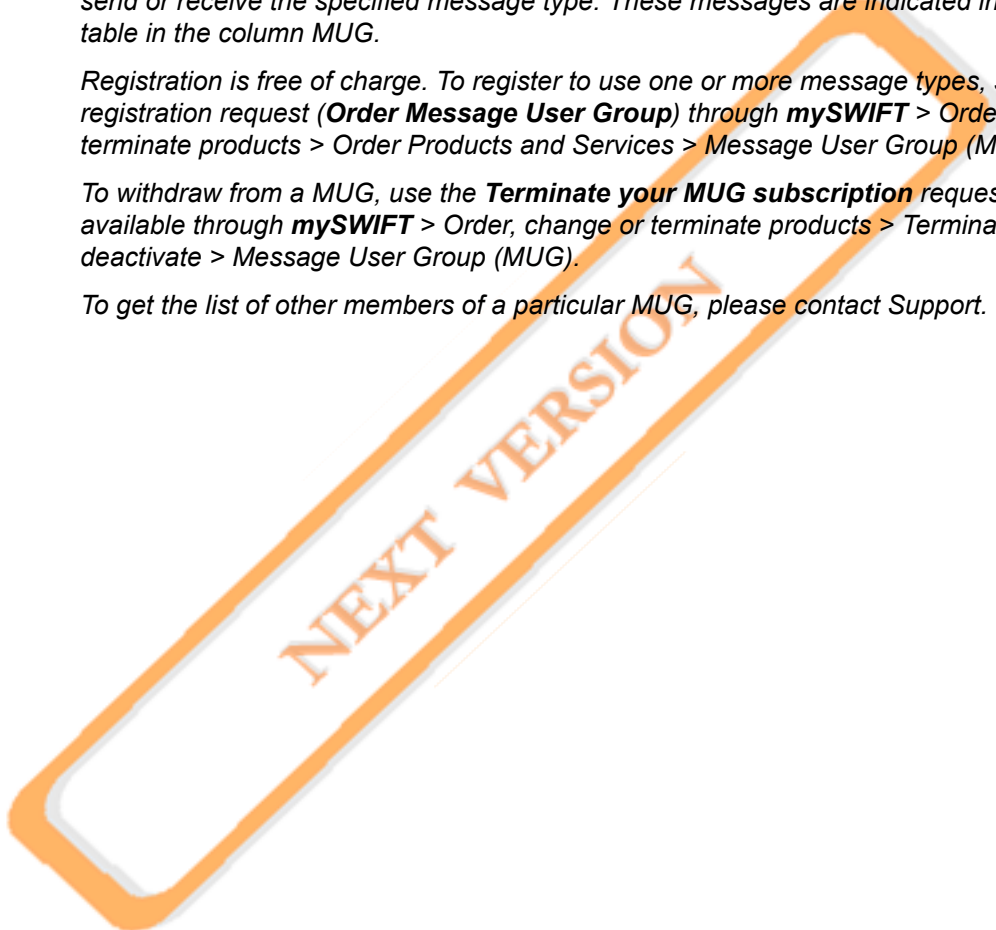 send or receive the specified message type. These messages are indicated in
table in the column MUG.
Registration is free of charge. To register to use one or more message types,
registration request (Order Message User Group) through mySWIFT > Orde
terminate products > Order Products and Services > Message User Group (M
To withdraw from a MUG, use the Terminate your MUG subscription reques
available through mySWIFT > Order, change or terminate products > Termina
deactivate > Message User Group (MUG).
To get the list of other members of a particular MUG, please contact Support.
NEXT VERSION